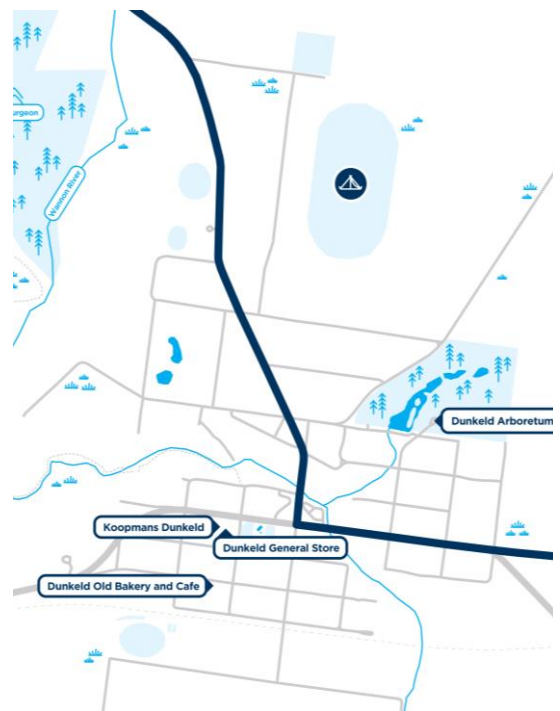 urgeon
Wannon River
Dunkeld Arboretum
Koopmans Dunkeld
Dunkeld General Store
Dunkeld Old Bakery and Cafe